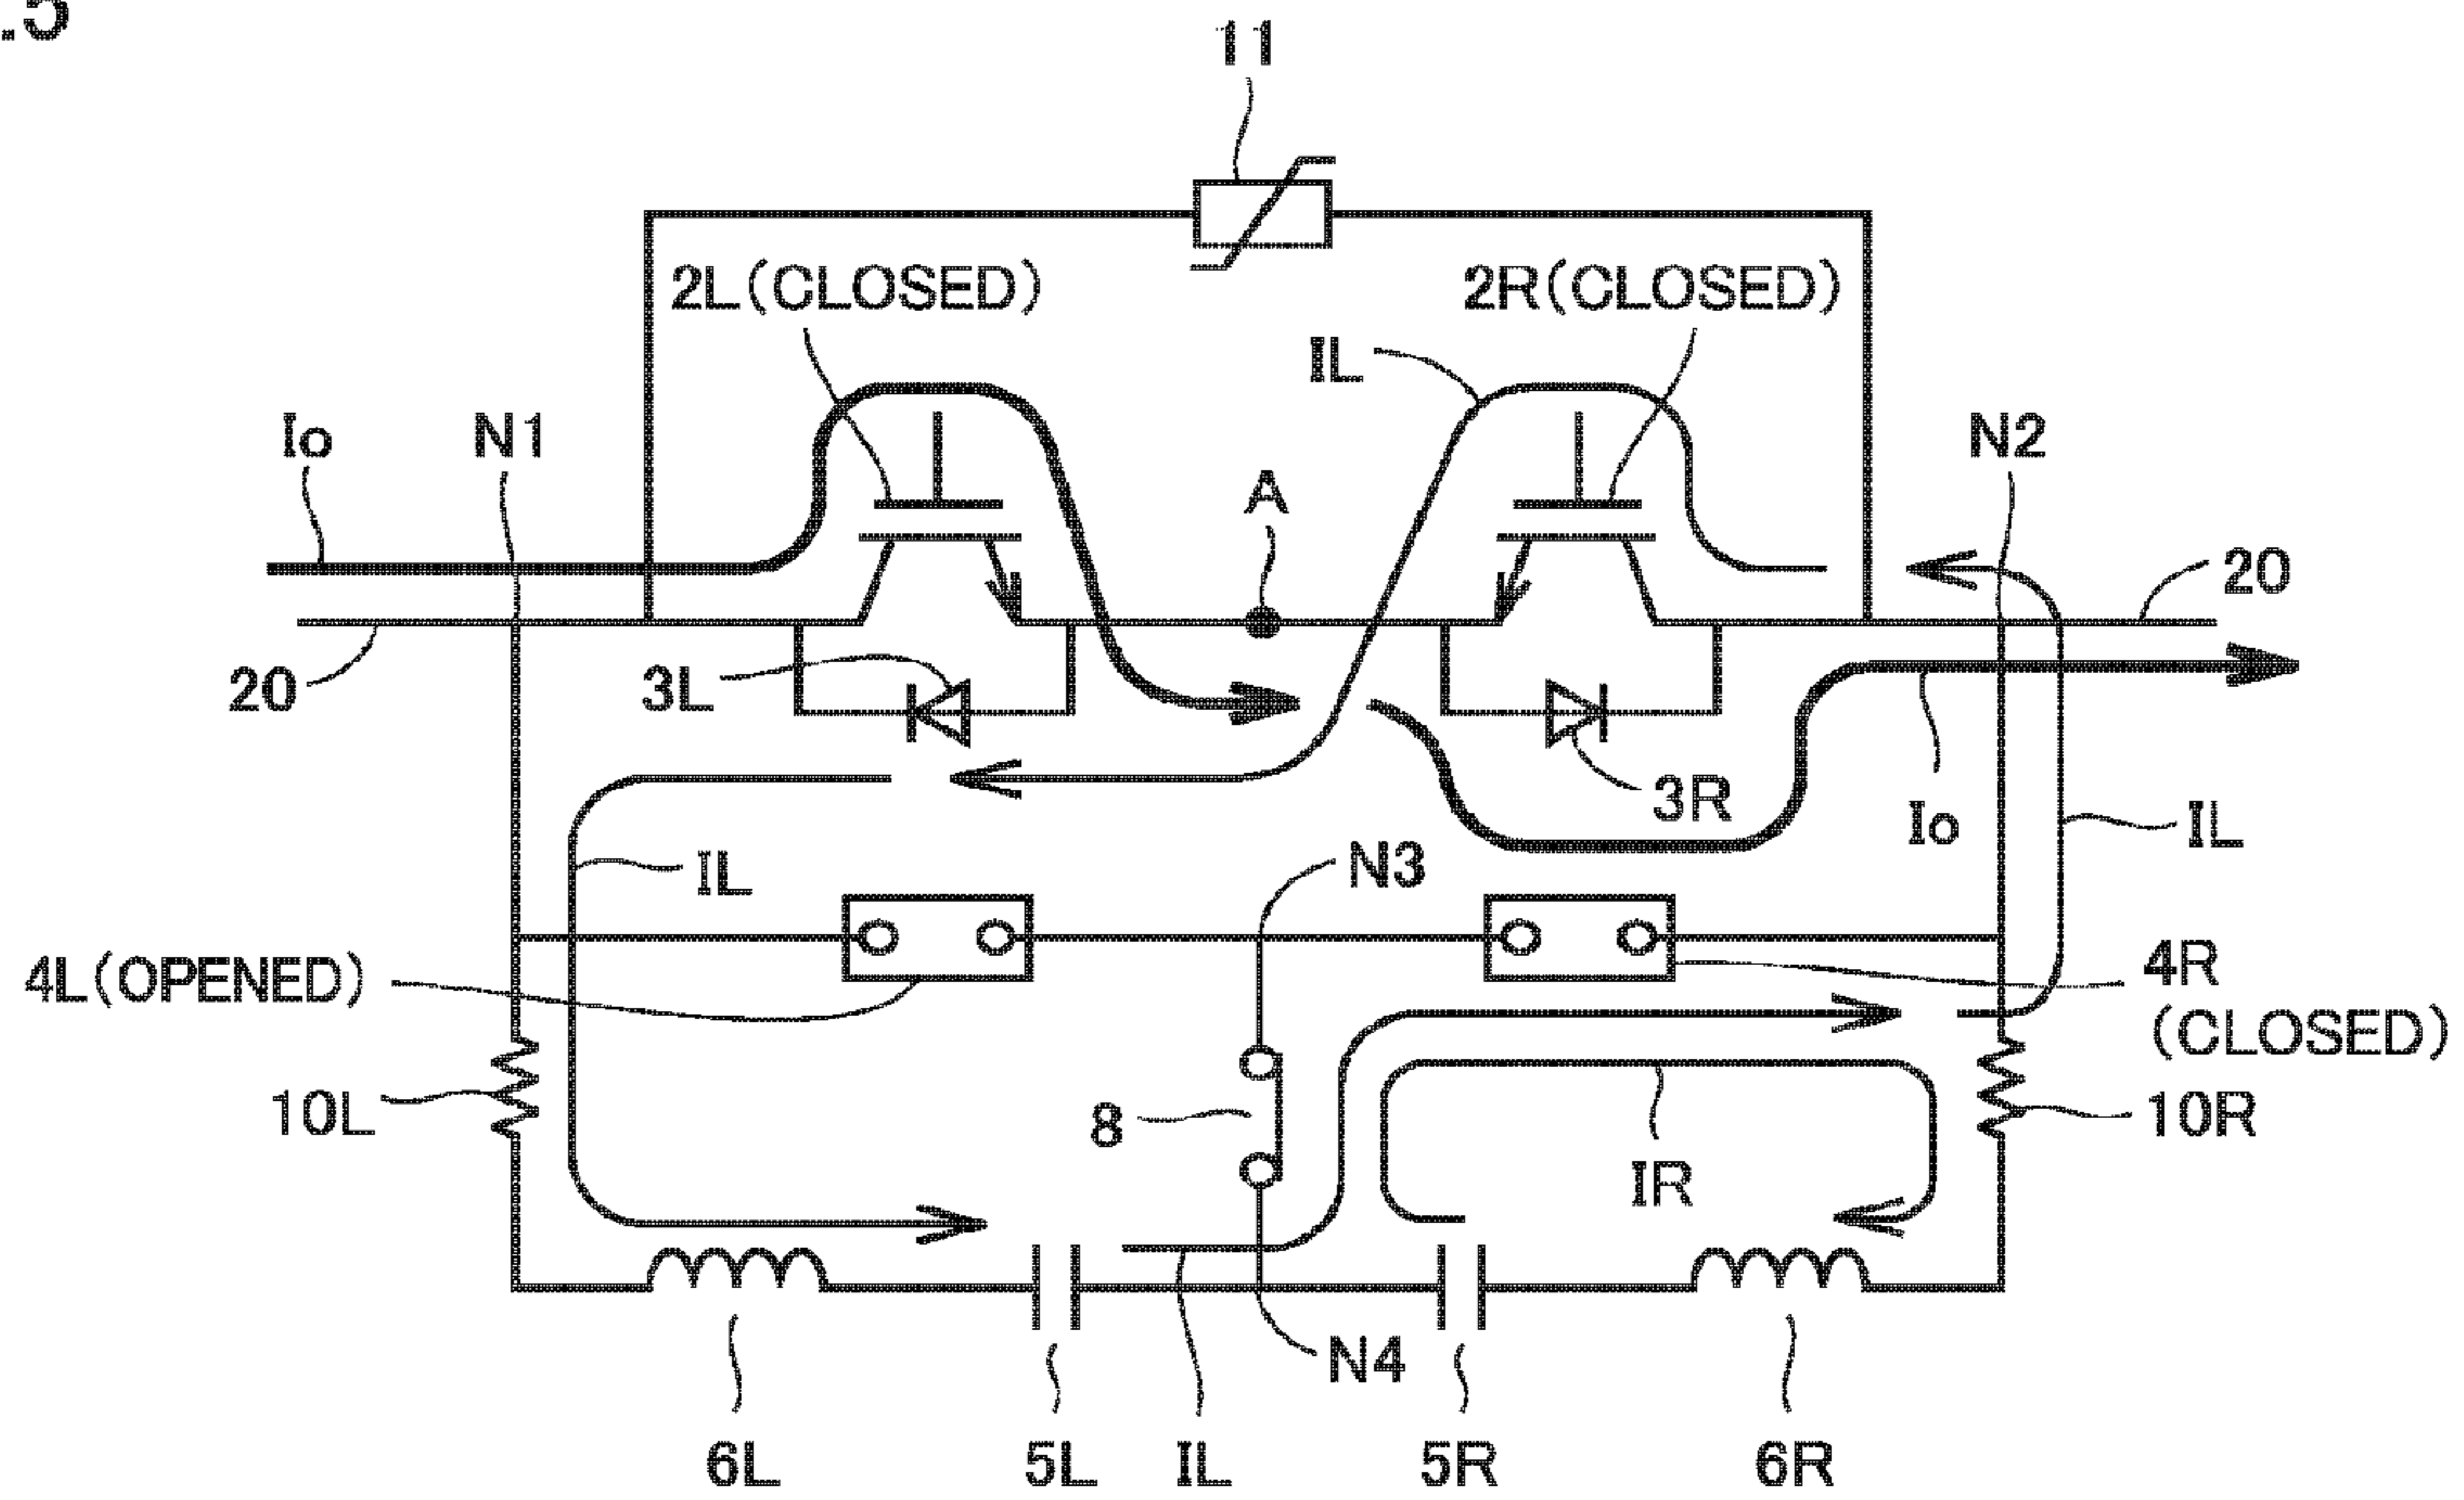 .5
11
2L(CLOSED)
2R(CLOSED)
IL
Io
N1
A
N2
20
20
3L
3R
Io
IL
IL
N3
4L(OPENED)
4R
(CLOSED)
10L
8
IR
10R
N4
6L
5L
IL
5R
6R